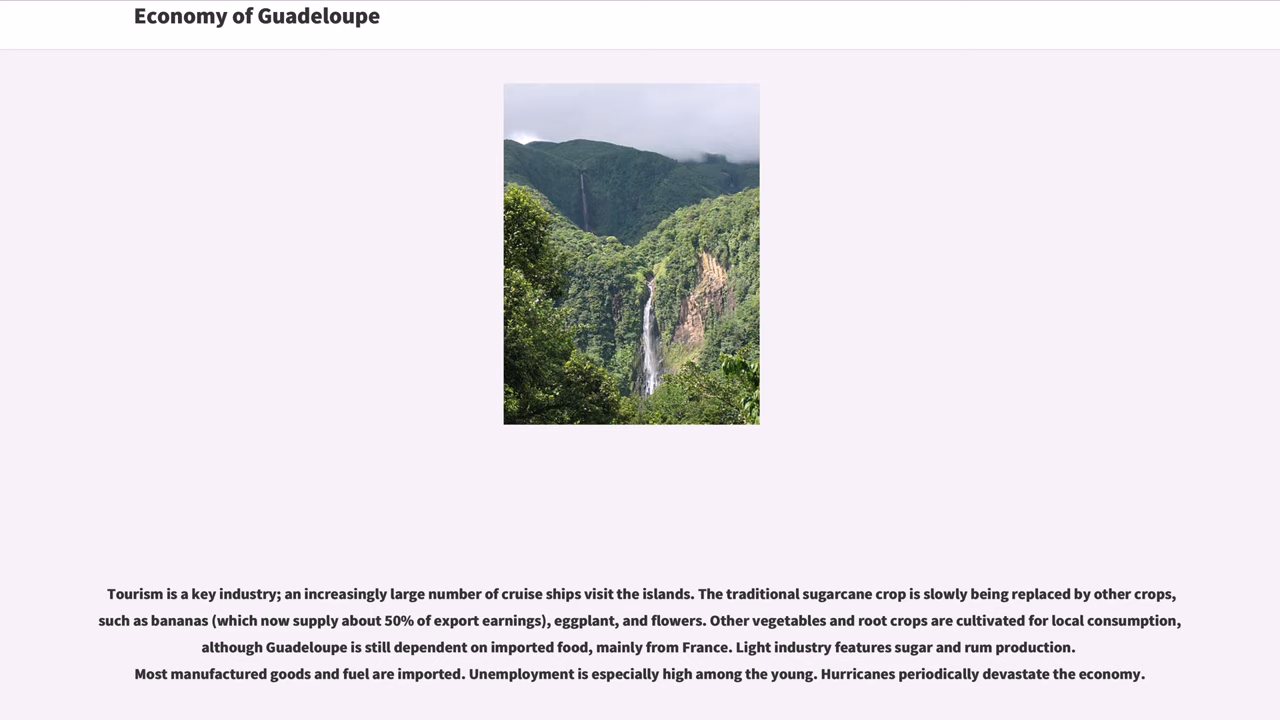 Economy of Guadeloupe
Tourism is a key industry; an increasingly large number of cruise ships visit the islands. The traditional sugarcane crop is slowly being replaced by other crops,
such as bananas (which now supply about 50% of export earnings), eggplant, and flowers. Other vegetables and root crops are cultivated for local consumption,
although Guadeloupe is still dependent on imported food, mainly from France. Light industry features sugar and rum production.
Most manufactured goods and fuel are imported. Unemployment is especially high among the young. Hurricanes periodically devastate the economy.